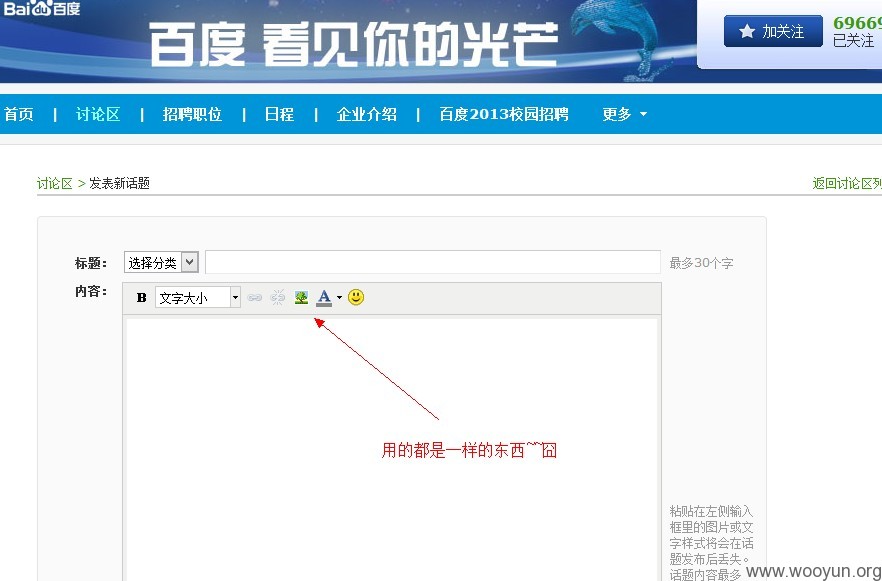 Bai du 百度
百度 看见你的光芒
加关注
69669
已关注
首页 | 讨论区 | 招聘职位 | 日程 | 企业介绍 | 百度2013校园招聘 更多
讨论区 > 发表新话题
返回讨论区列
标题：
选择分类
最多30个字
内容：
B 文字大小 A
用的都是一样的东西~~囧
粘贴在左侧输入
框里的图片或文
字样式将会在话
题发布后丢失。
话题内容最多
www.wooyun.org